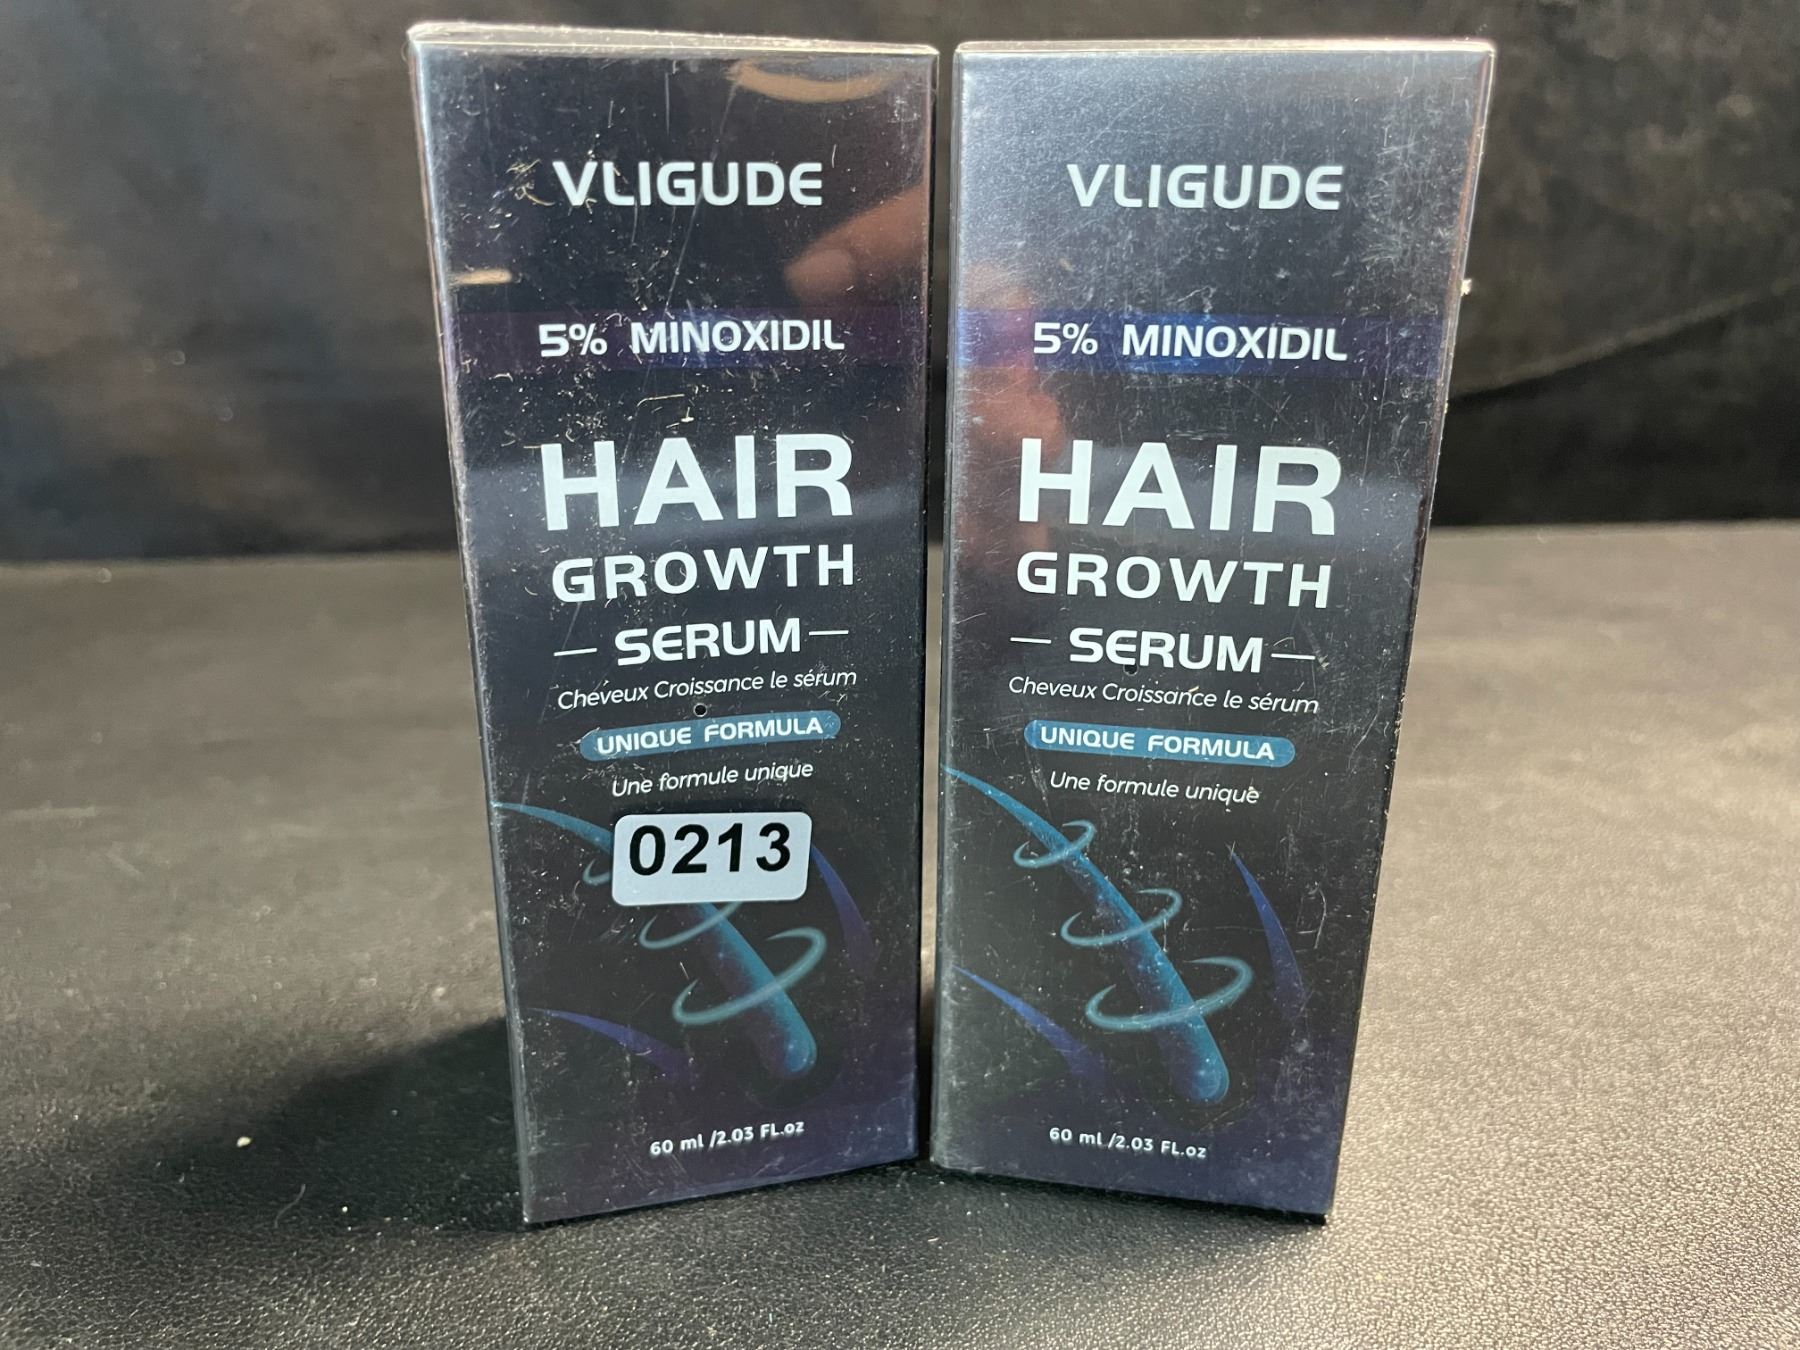 VLIGUDE
5% MINOXIDIL
HAIR
GROWTH
SERUM
Cheveux Croissance le sérum
UNIQUE FORMULA
Une formule unique
0213
60 ml /2.03 FL.oz
VLIGUDE
5% MINOXIDIL
HAIR
GROWTH
SERUM
Cheveux Croissance le sérum
UNIQUE FORMULA
Une formule unique
60 ml /2.03 FL.oz